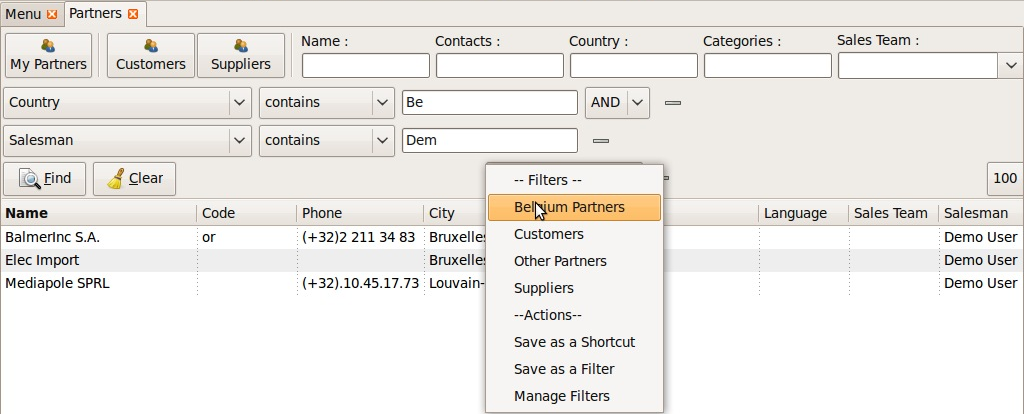 Menu Partners
My Partners Customers Suppliers Name : Contacts : Country : Categories : Sales Team :
Country contains Be AND
Salesman contains Dem
Find Clear 100
Name Code Phone City Language Sales Team Salesman
BalmerInc S.A. or (+32)2 211 34 83 Bruxelles Demo User
Elec Import Bruxelles Demo User
Mediapole SPRL (+32).10.45.17.73 Louvain- Demo User
-- Filters --
Belgium Partners
Customers
Other Partners
Suppliers
--Actions--
Save as a Shortcut
Save as a Filter
Manage Filters